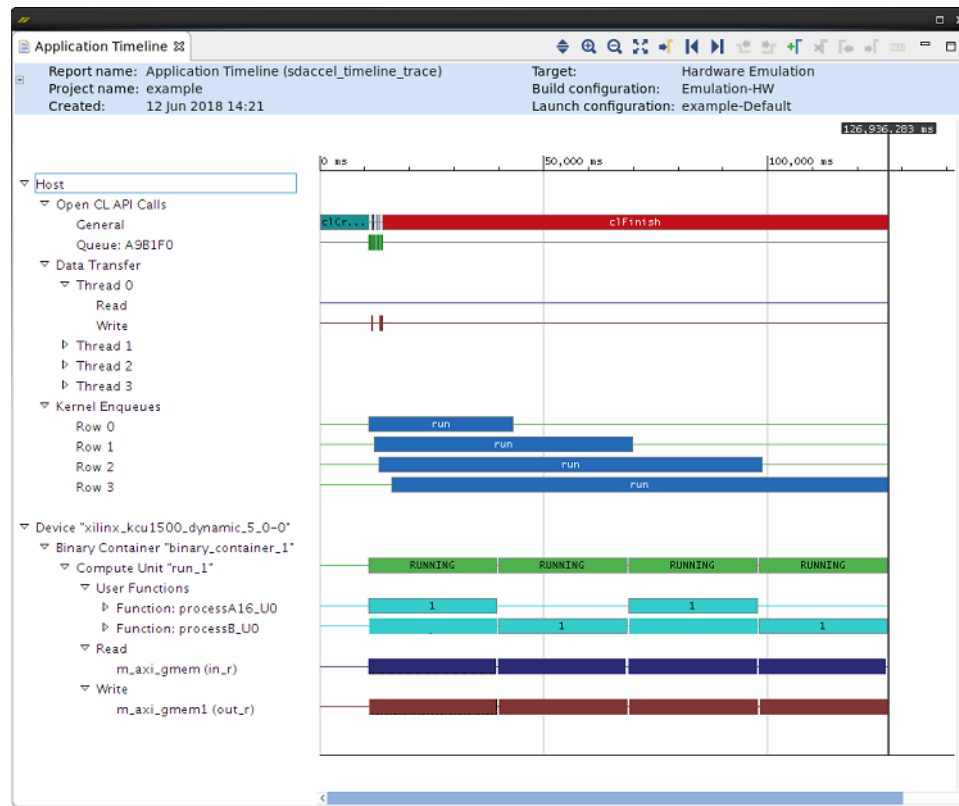 Application Timeline
Report name: Application Timeline (sdaccel_timeline_trace)
Target: Hardware Emulation
Project name: example
Build configuration: Emulation-HW
Created: 12 Jun 2018 14:21
Launch configuration: example-Default
126,936.283 ms
0 ms 50,000 ms 100,000 ms
Host
Open CL API Calls
General clCr... clFinish
Queue: A9B1F0
Data Transfer
Thread 0
Read
Write
Thread 1
Thread 2
Thread 3
Kernel Enqueues
Row 0 run
Row 1 run
Row 2 run
Row 3 run
Device "xilinx_kcu1500_dynamic_5_0-0"
Binary Container "binary_container_1"
Compute Unit "run_1" RUNNING RUNNING RUNNING RUNNING
User Functions
Function: processA16_U0 1 1
Function: processB_U0 1 1
Read
m_axi_gmem (in_r)
Write
m_axi_gmem1 (out_r)